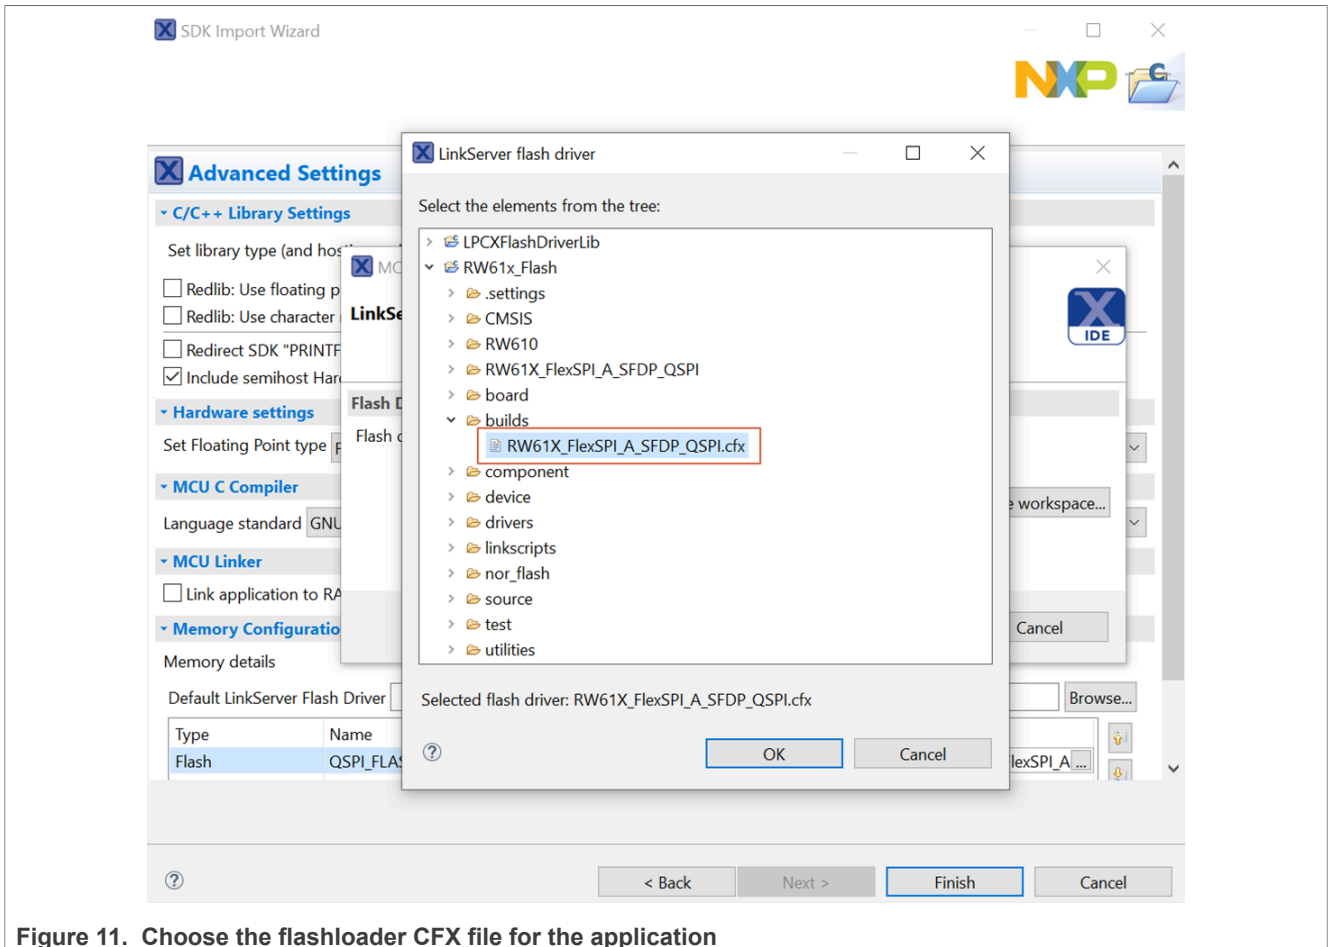 SDK Import Wizard
NXP
C
Advanced Settings
C/C++ Library Settings
Set library type (and hos
Redlib: Use floating p
Redlib: Use character
Redirect SDK "PRINTF
Include semihost Har
Hardware settings
Set Floating Point type
MCU C Compiler
Language standard GNU
MCU Linker
Link application to RA
Memory Configuratio
Memory details
Default LinkServer Flash Driver
Browse...
Type Name
Flash QSPI_FLAS
lexSPI_A ...
MC
LinkSe
IDE
Flash D
Flash d
e workspace...
Cancel
LinkServer flash driver
Select the elements from the tree:
LPCXFlashDriverLib
RW61x_Flash
.settings
CMSIS
RW610
RW61X_FlexSPI_A_SFDP_QSPI
board
builds
RW61X_FlexSPI_A_SFDP_QSPI.cfx
component
device
drivers
linkscripts
nor_flash
source
test
utilities
Selected flash driver: RW61X_FlexSPI_A_SFDP_QSPI.cfx
? OK Cancel
? < Back Next > Finish Cancel
Figure 11. Choose the flashloader CFX file for the application